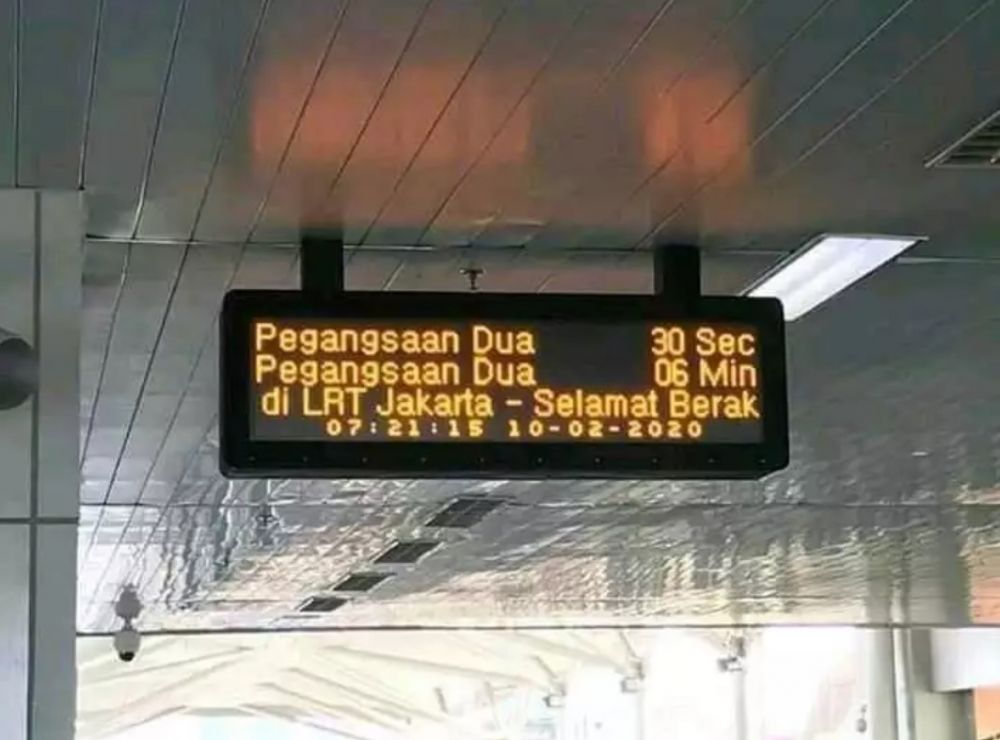 Pegangsaan Dua 30 Sec
Pegangsaan Dua 06 Min
di LRT Jakarta - Selamat Berak
07:21:15 10-02-2020